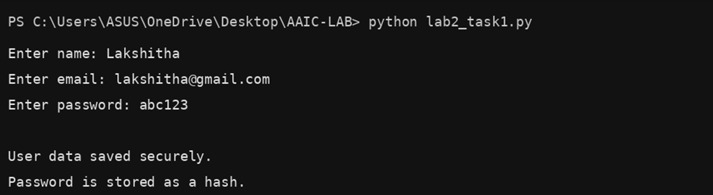 PS C:\Users\ASUS\OneDrive\Desktop\AAIC-LAB> python lab2_task1.py
Enter name: Lakshitha
Enter email: lakshitha@gmail.com
Enter password: abc123
User data saved securely.
Password is stored as a hash.